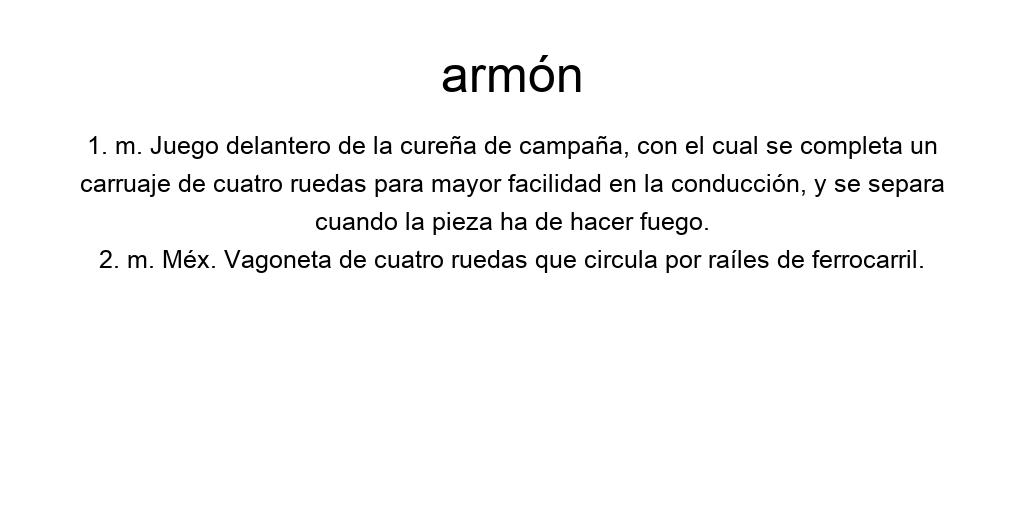 armón
1. m. Juego delantero de la cureña de campaña, con el cual se completa un
carruaje de cuatro ruedas para mayor facilidad en la conducción, y se separa
cuando la pieza ha de hacer fuego.
2. m. Méx. Vagoneta de cuatro ruedas que circula por raíles de ferrocarril.